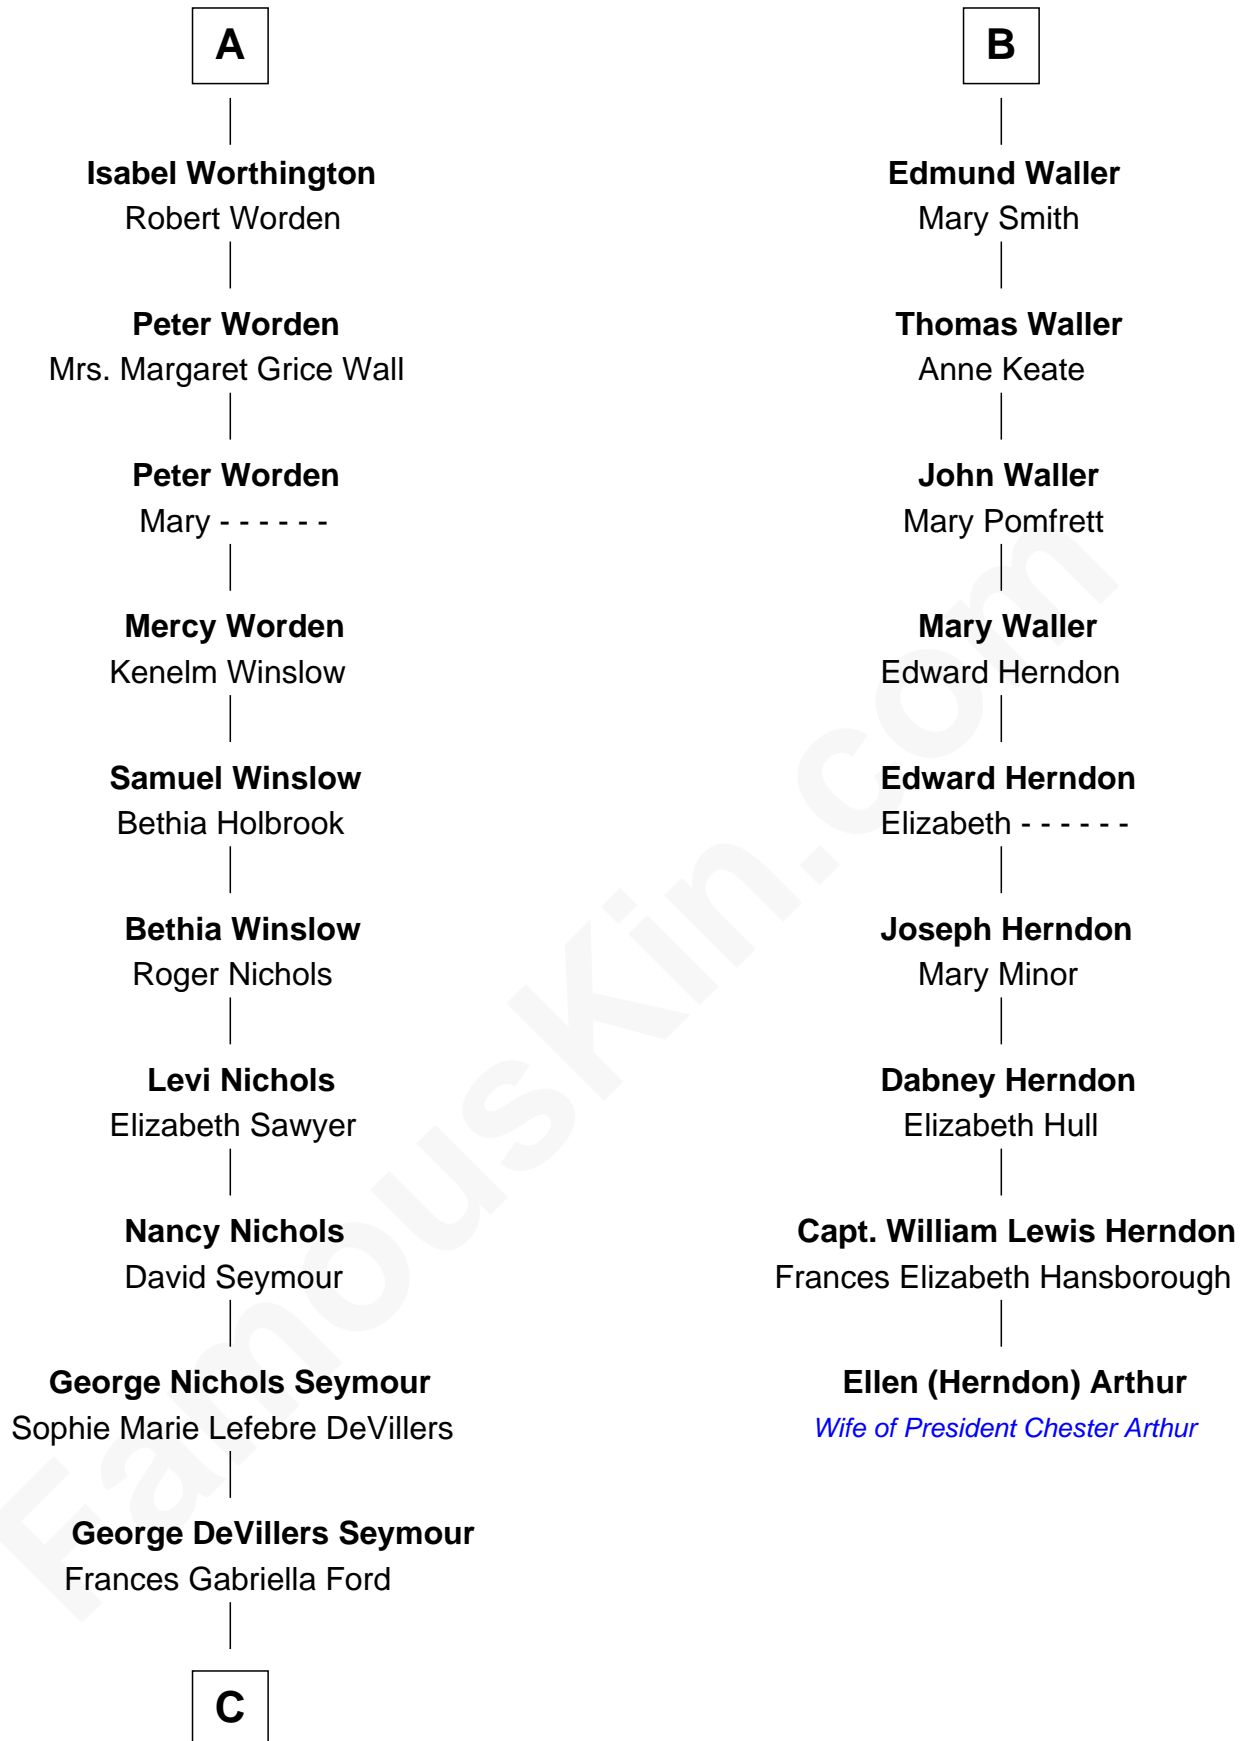 A
Isabel Worthington
Robert Worden
Peter Worden
Mrs. Margaret Grice Wall
Peter Worden
Mary - - - - - -
Mercy Worden
Kenelm Winslow
Samuel Winslow
Bethia Holbrook
Bethia Winslow
Roger Nichols
Levi Nichols
Elizabeth Sawyer
Nancy Nichols
David Seymour
George Nichols Seymour
Sophie Marie Lefebre DeVillers
George DeVillers Seymour
Frances Gabriella Ford
C
B
Edmund Waller
Mary Smith
Thomas Waller
Anne Keate
John Waller
Mary Pomfrett
Mary Waller
Edward Herndon
Edward Herndon
Elizabeth - - - - - -
Joseph Herndon
Mary Minor
Dabney Herndon
Elizabeth Hull
Capt. William Lewis Herndon
Frances Elizabeth Hansborough
Ellen (Herndon) Arthur
Wife of President Chester Arthur
FamousKin.com